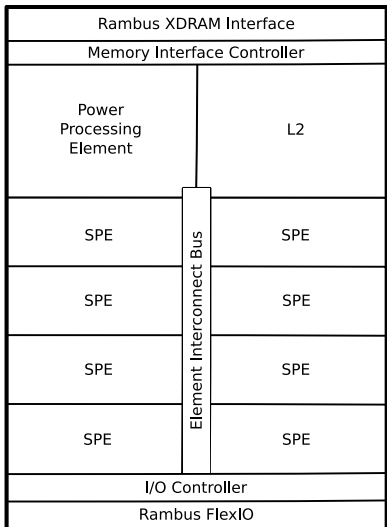 Rambus XDRAM Interface
Memory Interface Controller
Power
Processing
Element
L2
SPE
SPE
SPE
SPE
SPE
SPE
SPE
SPE
Element Interconnect Bus
I/O Controller
Rambus FlexIO